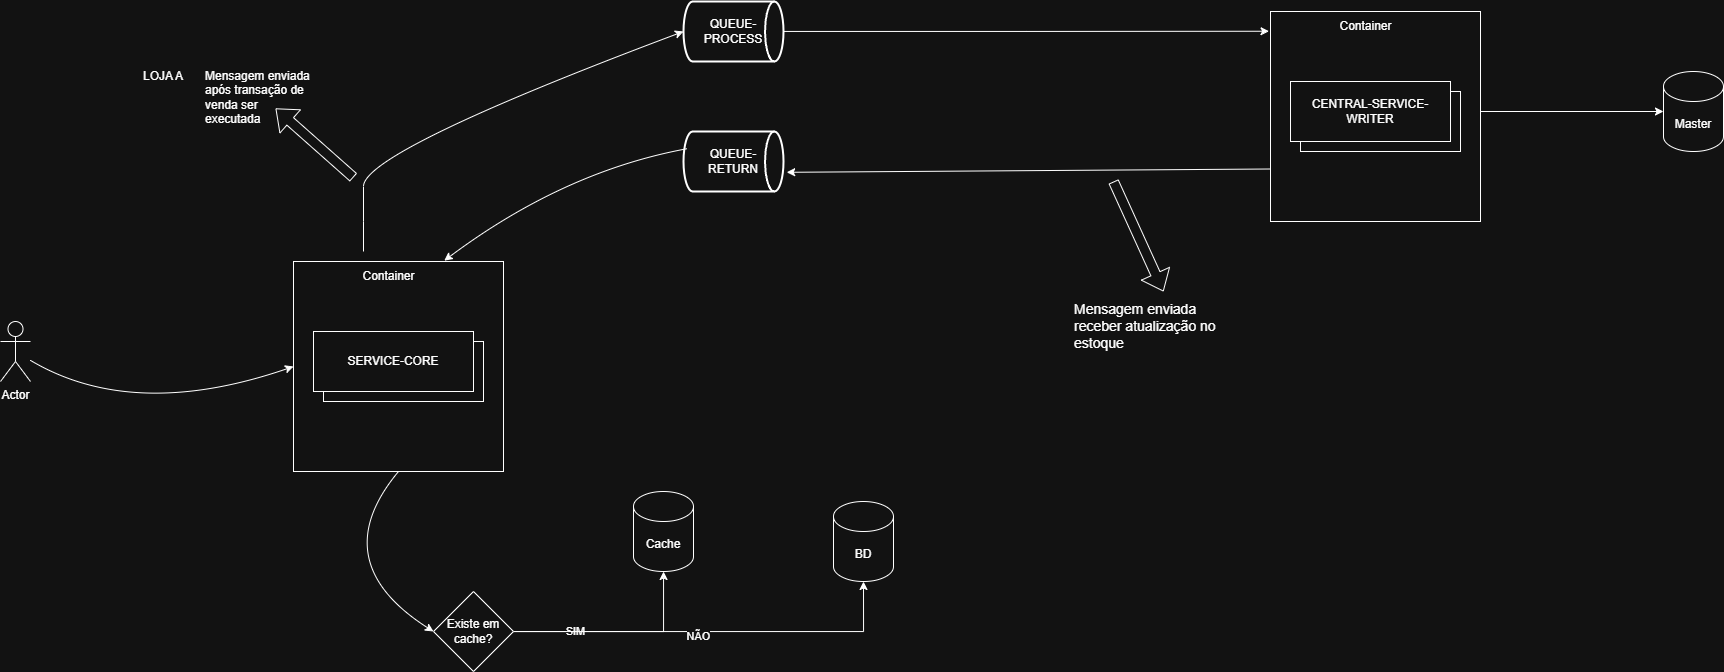 QUEUE-
PROCESS
Container
LOJA A
Mensagem enviada
após transação de
venda ser
executada
CENTRAL-SERVICE-
WRITER
Master
QUEUE-
RETURN
Container
Mensagem enviada
receber atualização no
estoque
SERVICE-CORE
Actor
Cache
BD
Existe em
cache?
SIM
NÃO